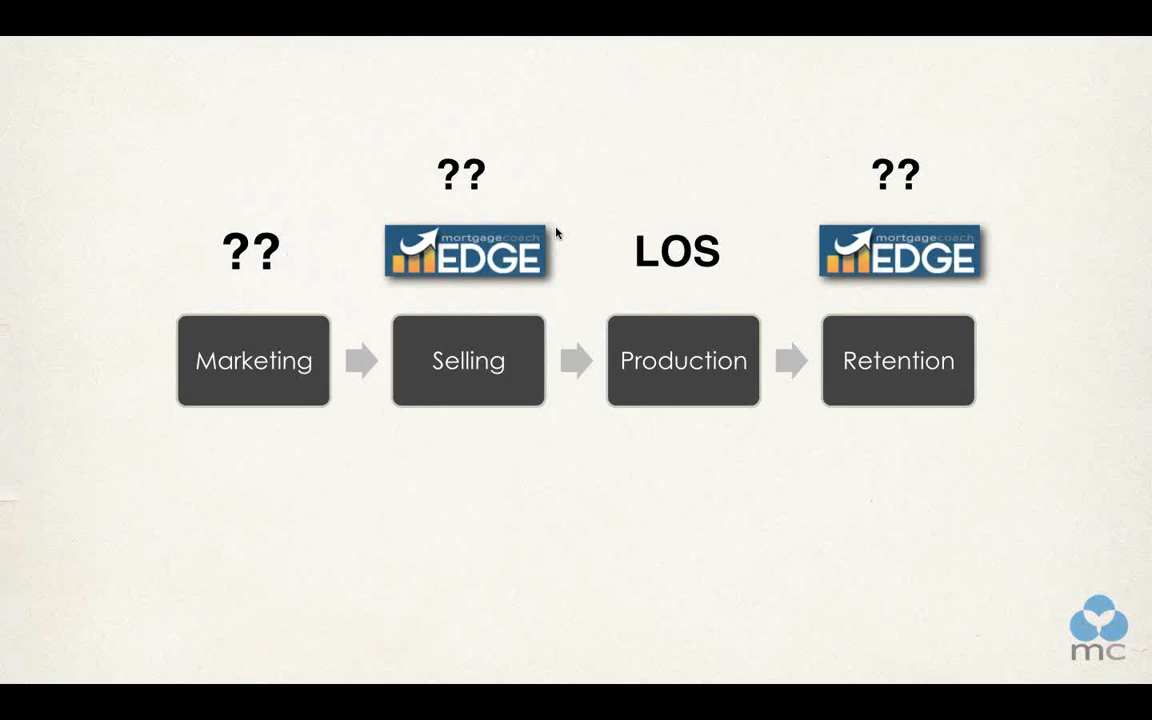 ?? ??
?? mortgagecoach LOS mortgagecoach
EDGE EDGE
Marketing Selling Production Retention
mc